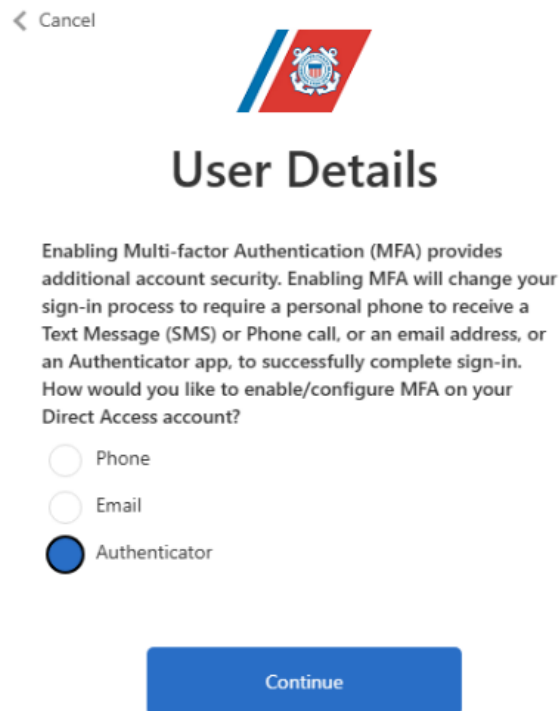 Cancel
User Details
Enabling Multi-factor Authentication (MFA) provides
additional account security. Enabling MFA will change your
sign-in process to require a personal phone to receive a
Text Message (SMS) or Phone call, or an email address, or
an Authenticator app, to successfully complete sign-in.
How would you like to enable/configure MFA on your
Direct Access account?
Phone
Email
Authenticator
Continue